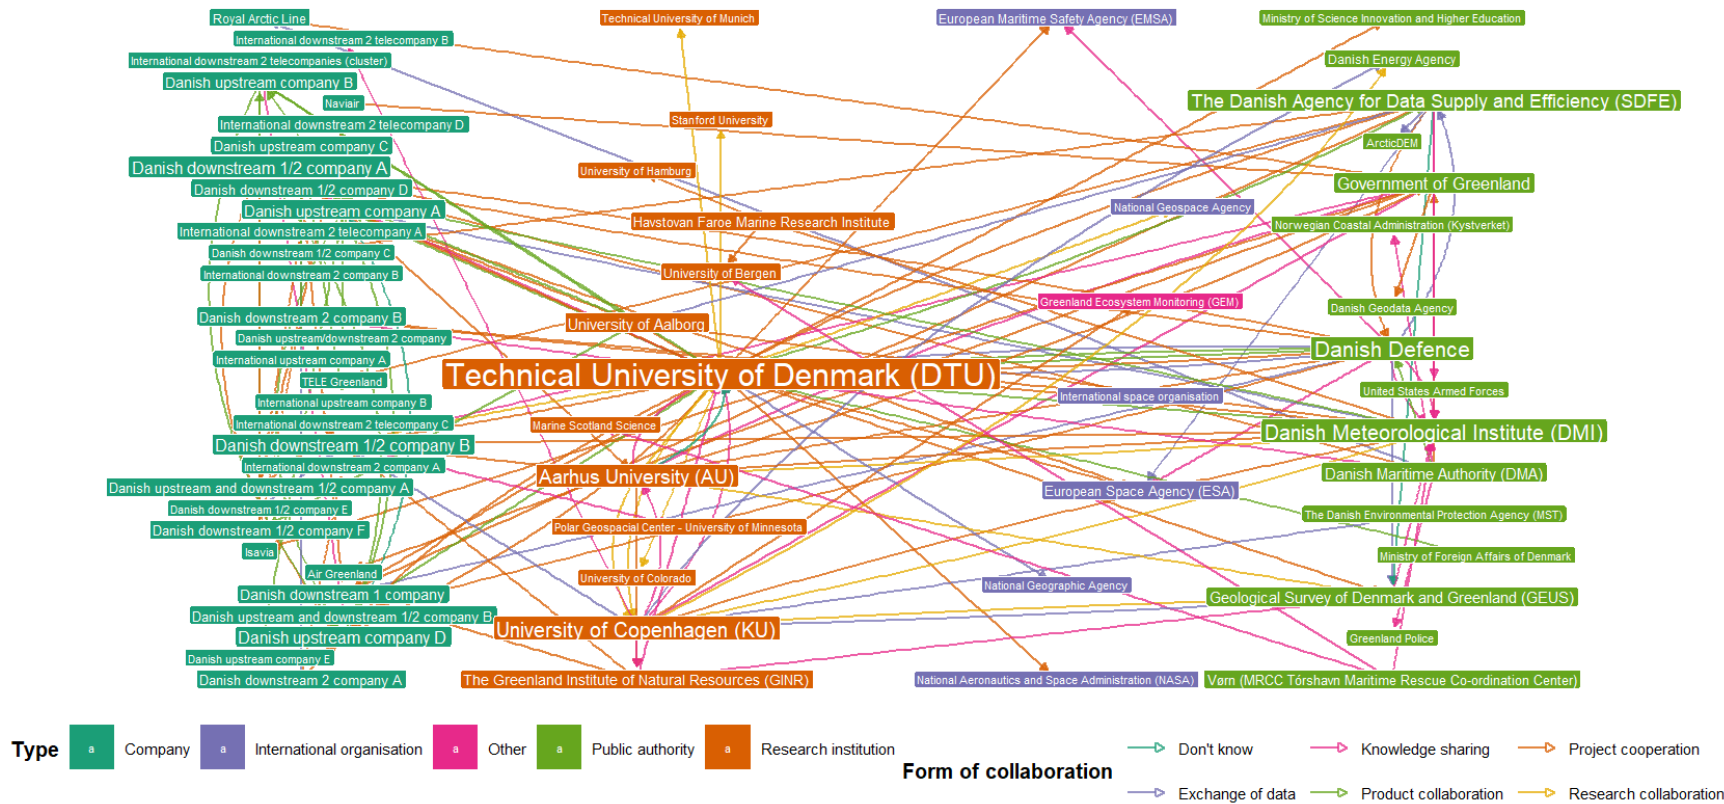 Royal Arctic Line
International downstream 2 telecompany B
International downstream 2 telecompanies (cluster)
Danish upstream company B
Naviair
International downstream 2 telecompany D
Danish upstream company C
Danish downstream 1/2 company A
Danish downstream 1/2 company D
Danish upstream company A
International downstream 2 telecompany A
Danish downstream 1/2 company C
International downstream 2 company B
Danish downstream 2 company B
Danish upstream/downstream 2 company
International upstream company A
TELE Greenland
International upstream company B
International downstream 2 telecompany C
Danish downstream 1/2 company B
International downstream 2 company A
Danish upstream and downstream 1/2 company A
Danish downstream 1/2 company E
Danish downstream 1/2 company F
Isavia
Air Greenland
Danish downstream 1 company
Danish upstream and downstream 1/2 company B
Danish upstream company D
Danish upstream company E
Danish downstream 2 company A
Technical University of Munich
Stanford University
University of Hamburg
Havstovan Faroe Marine Research Institute
University of Bergen
University of Aalborg
Technical University of Denmark (DTU)
Marine Scotland Science
Aarhus University (AU)
Polar Geospacial Center - University of Minnesota
University of Colorado
University of Copenhagen (KU)
The Greenland Institute of Natural Resources (GINR)
European Maritime Safety Agency (EMSA)
National Geospace Agency
Greenland Ecosystem Monitoring (GEM)
International space organisation
European Space Agency (ESA)
National Geographic Agency
National Aeronautics and Space Administration (NASA)
Ministry of Science Innovation and Higher Education
Danish Energy Agency
The Danish Agency for Data Supply and Efficiency (SDFE)
ArcticDEM
Government of Greenland
Norwegian Coastal Administration (Kystverket)
Danish Geodata Agency
Danish Defence
United States Armed Forces
Danish Meteorological Institute (DMI)
Danish Maritime Authority (DMA)
The Danish Environmental Protection Agency (MST)
Ministry of Foreign Affairs of Denmark
Geological Survey of Denmark and Greenland (GEUS)
Greenland Police
Vørn (MRCC Tórshavn Maritime Rescue Co-ordination Center)
Type
a Company
a International organisation
a Other
a Public authority
a Research institution
Form of collaboration
Don't know
Knowledge sharing
Project cooperation
Exchange of data
Product collaboration
Research collaboration